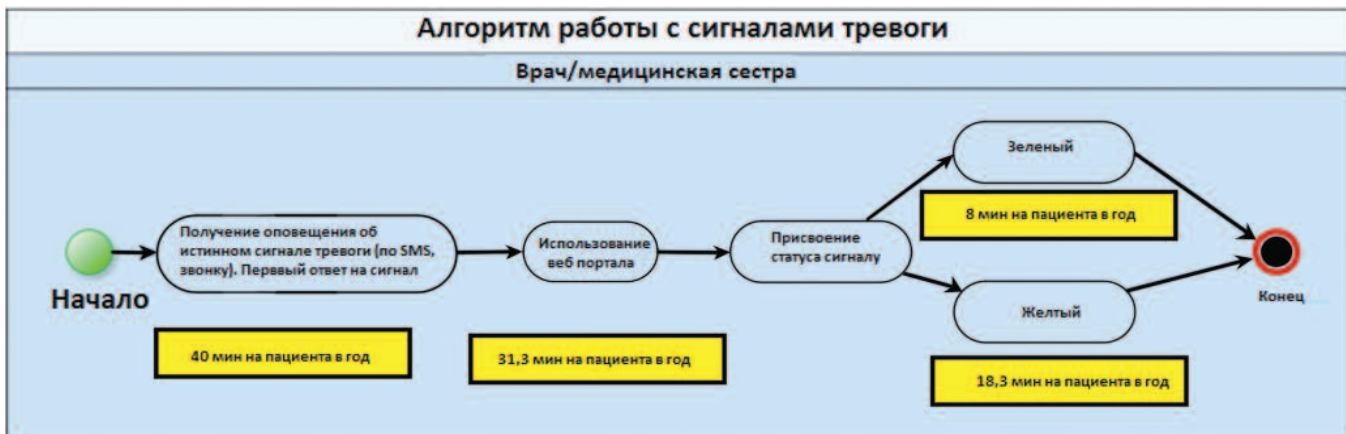 Алгоритм работы с сигналами тревоги
Врач/медицинская сестра
Начало
Получение оповещения об
истинном сигнале тревоги (по SMS,
звонку). Перввый ответ на сигнал
40 мин на пациента в год
Использование
веб портала
31,3 мин на пациента в год
Присвоение
статуса сигналу
Зеленый
8 мин на пациента в год
Желтый
18,3 мин на пациента в год
Конец